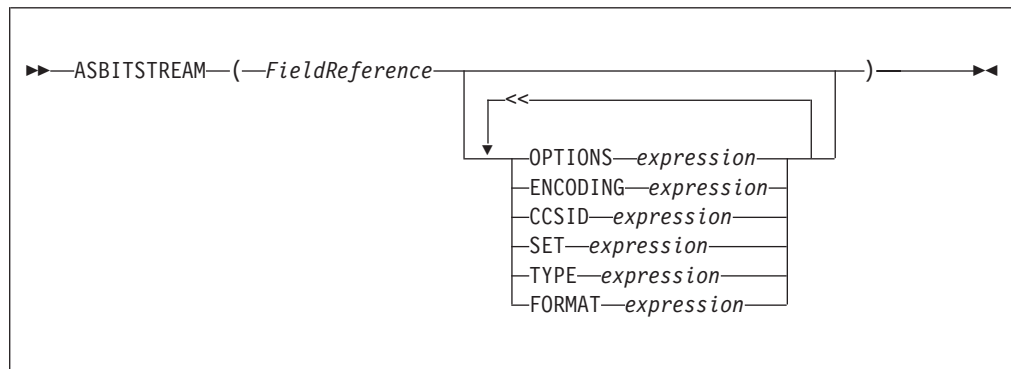 ASBITSTREAM ( FieldReference )
<<
OPTIONS expression
ENCODING expression
CCSID expression
SET expression
TYPE expression
FORMAT expression